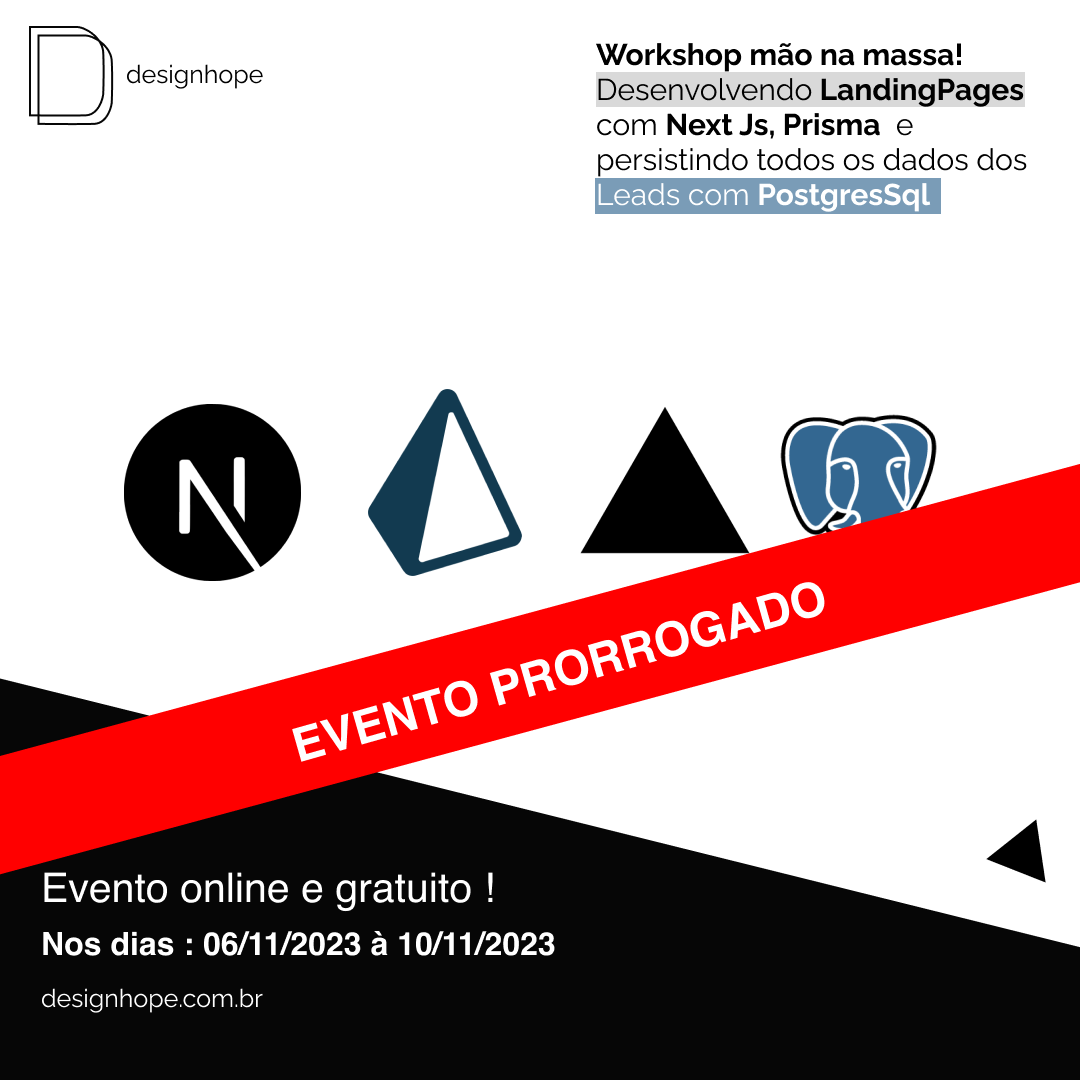 designhope
Workshop mão na massa!
Desenvolvendo LandingPages
com Next Js, Prisma e
persistindo todos os dados dos
Leads com PostgresSql
N
EVENTO PRORROGADO
Evento online e gratuito !
Nos dias : 06/11/2023 à 10/11/2023
designhope.com.br